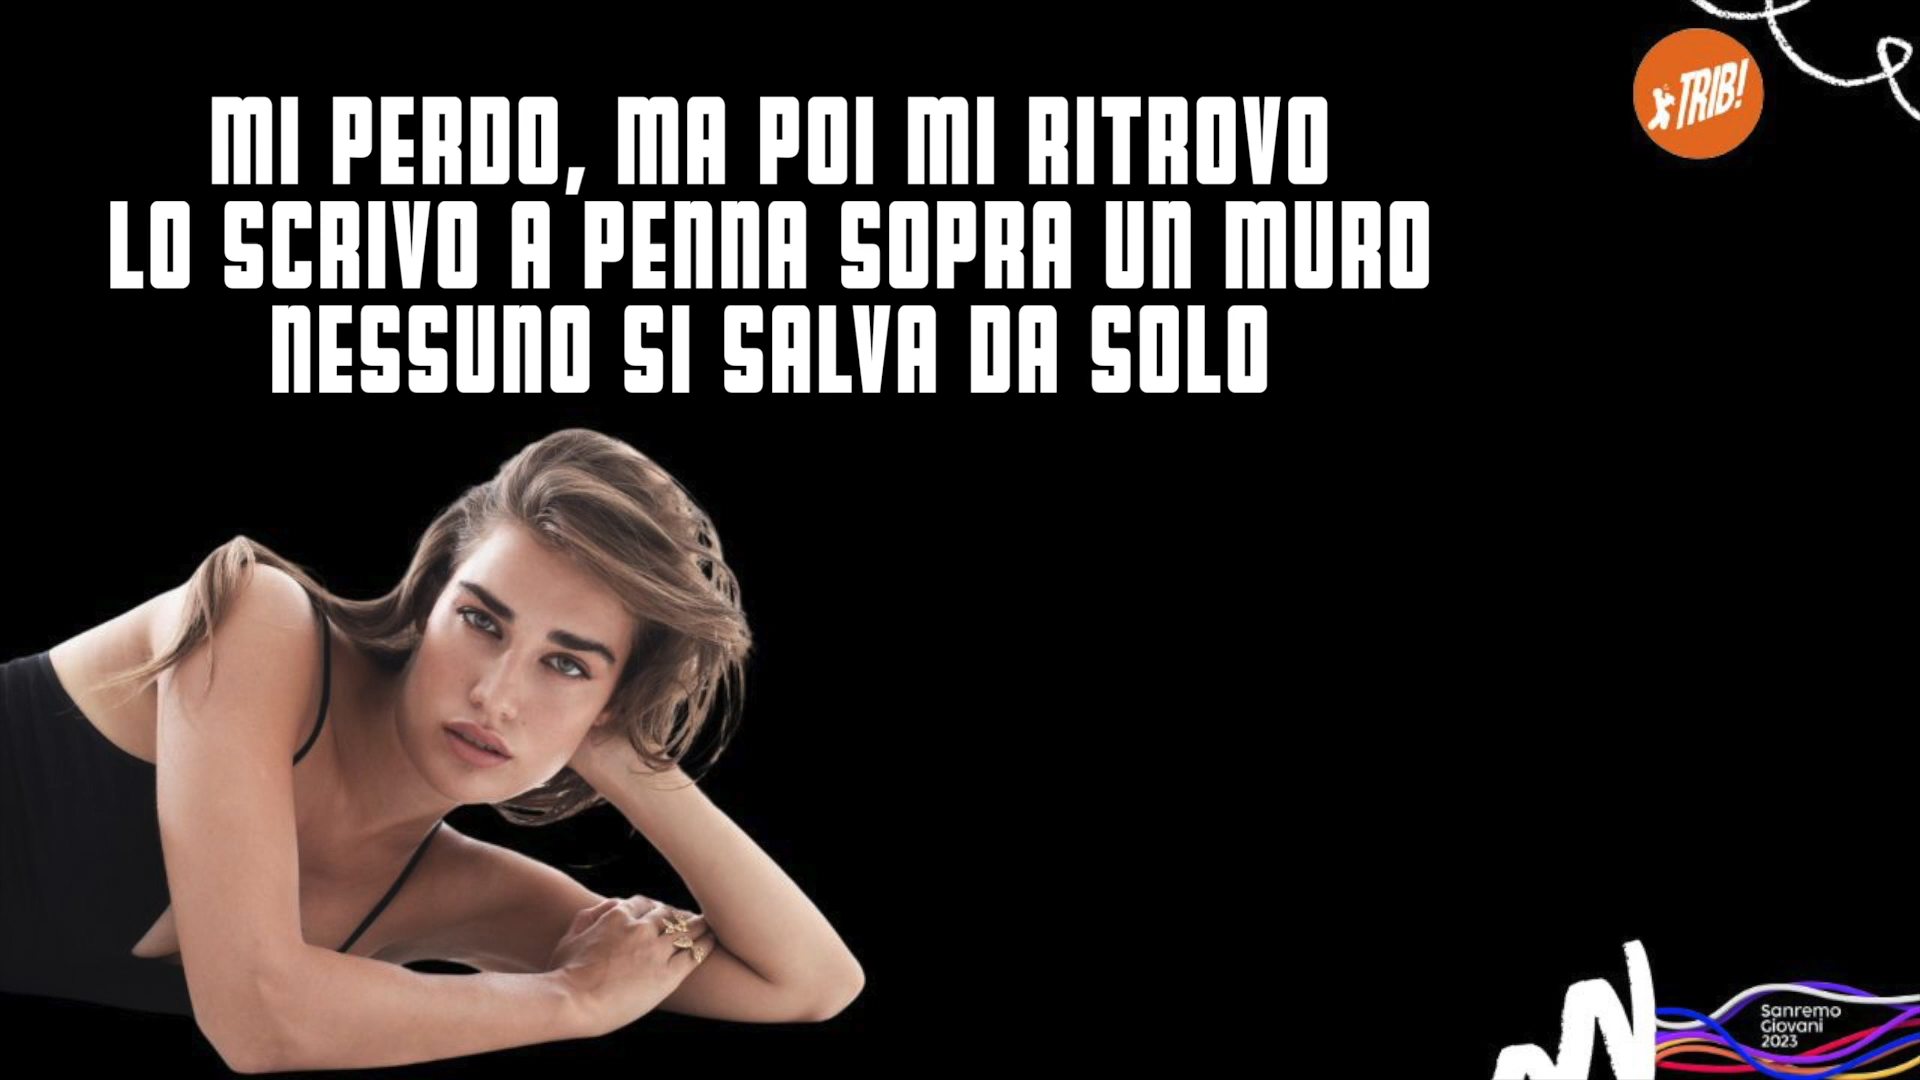 MI PERDO, MA POI MI RITROVO
LO SCRIVO A PENNA SOPRA UN MURO
NESSUNO SI SALVA DA SOLO
TRIB!
Sanremo
Giovani
2023